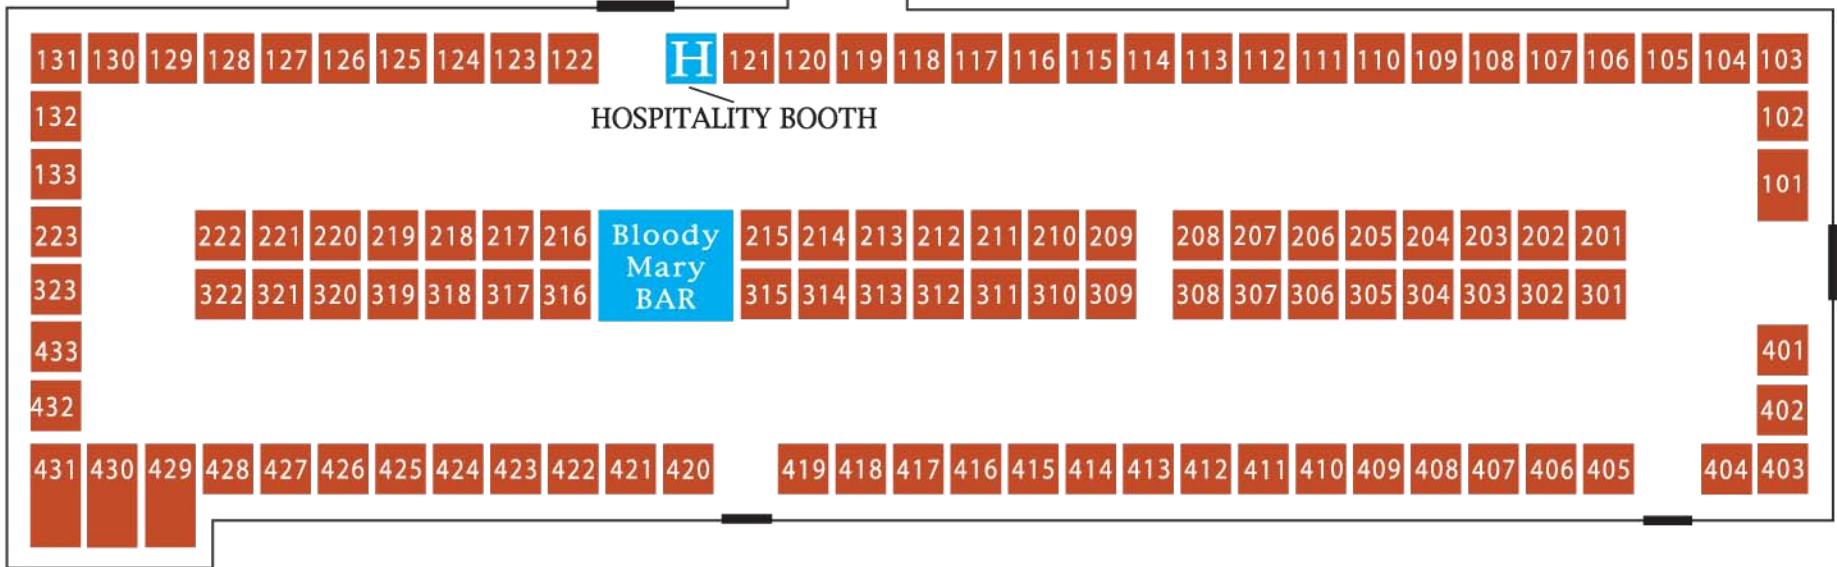 131 130 129 128 127 126 125 124 123 122 H 121 120 119 118 117 116 115 114 113 112 111 110 109 108 107 106 105 104 103
HOSPITALITY BOOTH
132 102
133 101
223 222 221 220 219 218 217 216 Bloody 215 214 213 212 211 210 209 208 207 206 205 204 203 202 201
Mary
323 322 321 320 319 318 317 316 BAR 315 314 313 312 311 310 309 308 307 306 305 304 303 302 301
433 401
432 402
431 430 429 428 427 426 425 424 423 422 421 420 419 418 417 416 415 414 413 412 411 410 409 408 407 406 405 404 403